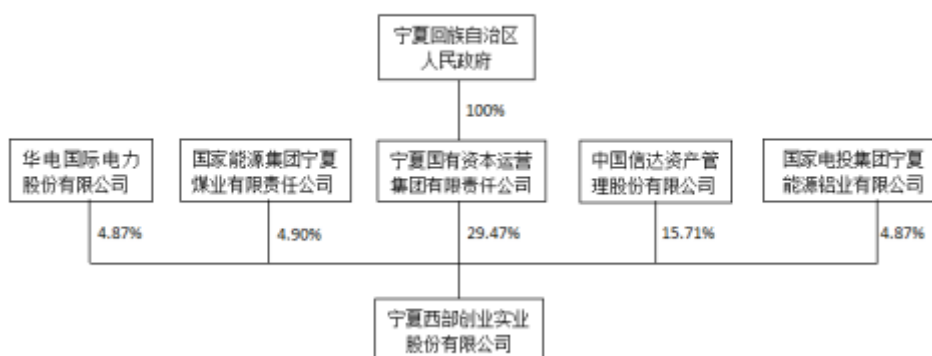 宁夏回族自治区
人民政府
100%
华电国际电力
股份有限公司
国家能源集团宁夏
煤业有限责任公司
宁夏国有资本运营
集团有限责任公司
中国信达资产管
理股份有限公司
国家电投集团宁夏
能源铝业有限公司
4.87%
4.90%
29.47%
15.71%
4.87%
宁夏西部创业实业
股份有限公司